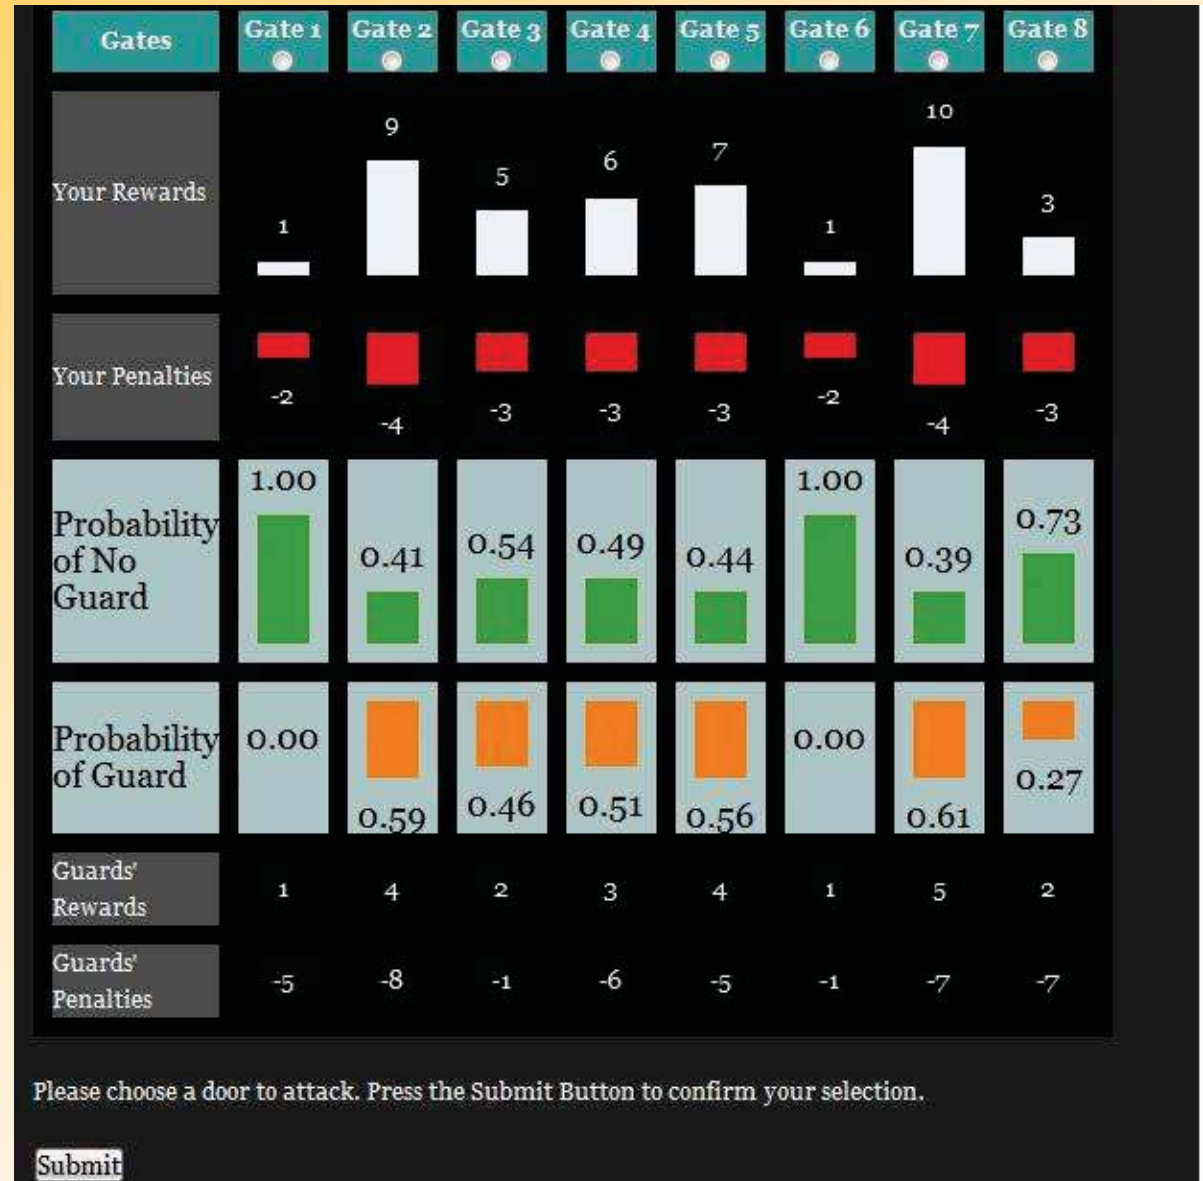 Gates Gate 1 Gate 2 Gate 3 Gate 4 Gate 5 Gate 6 Gate 7 Gate 8
Your Rewards 1 9 5 6 7 1 10 3
Your Penalties -2 -4 -3 -3 -3 -2 -4 -3
Probability
of No
Guard
1.00 0.41 0.54 0.49 0.44 1.00 0.39 0.73
Probability
of Guard
0.00 0.59 0.46 0.51 0.56 0.00 0.61 0.27
Guards'
Rewards
1 4 2 3 4 1 5 2
Guards'
Penalties
-5 -8 -1 -6 -5 -1 -7 -7
Please choose a door to attack. Press the Submit Button to confirm your selection.
Submit